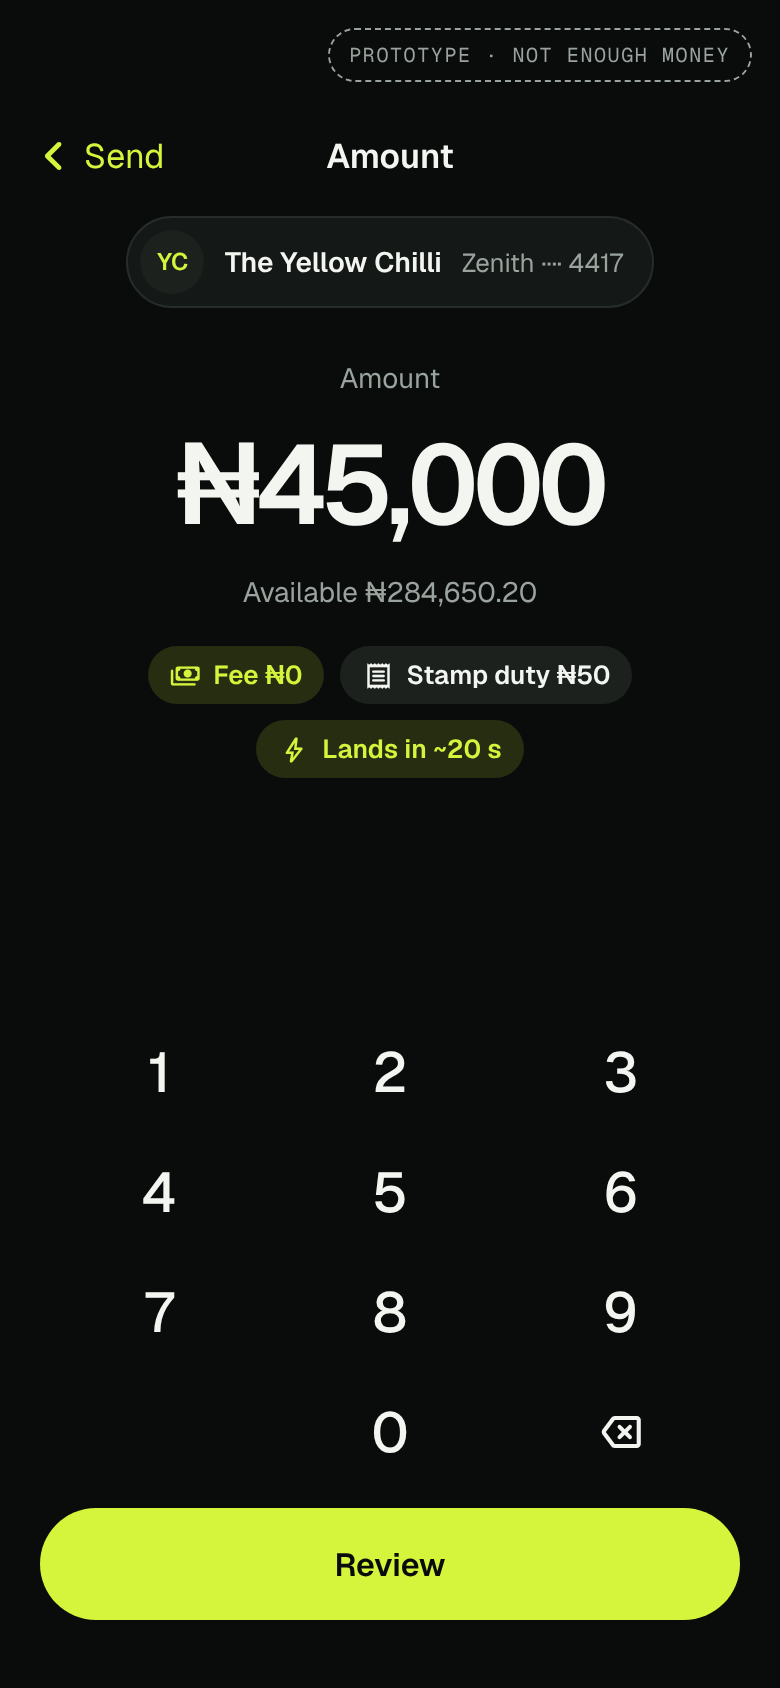 PROTOTYPE · NOT ENOUGH MONEY
Send
Amount
YC The Yellow Chilli Zenith ···· 4417
Amount
₦45,000
Available ₦284,650.20
Fee ₦0 Stamp duty ₦50
Lands in ~20 s
1 2 3
4 5 6
7 8 9
0
Review